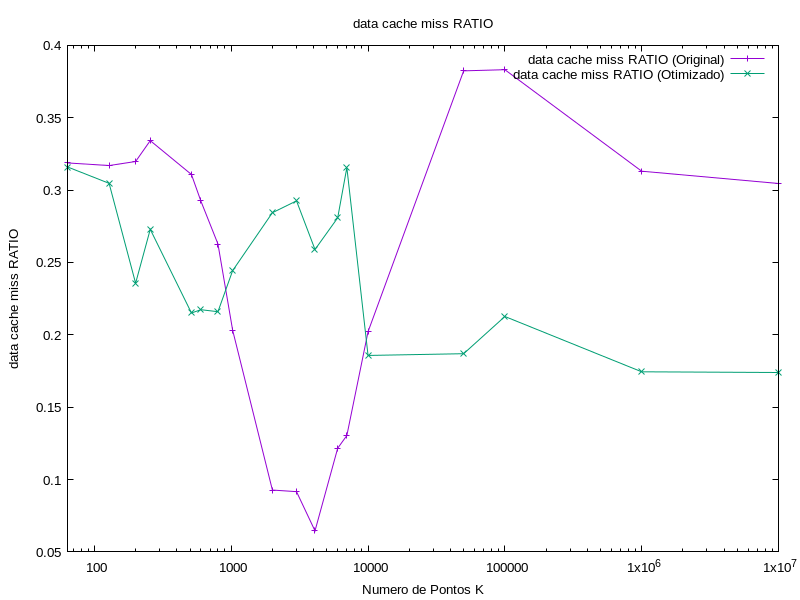 data cache miss RATIO
data cache miss RATIO (Original)
data cache miss RATIO (Otimizado)
0.4
0.35
0.3
0.25
0.2
0.15
0.1
0.05
data cache miss RATIO
100 1000 10000 100000 1x10^6 1x10^7
Numero de Pontos K